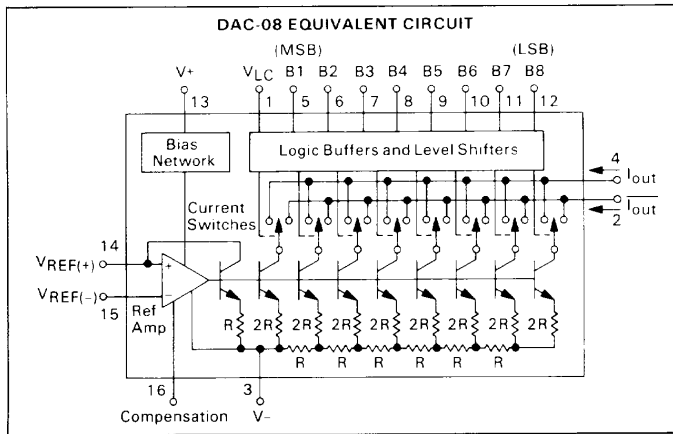 DAC-08 EQUIVALENT CIRCUIT
(MSB) (LSB)
V+ VLC B1 B2 B3 B4 B5 B6 B7 B8
13 1 5 6 7 8 9 10 11 12
Bias
Network
Logic Buffers and Level Shifters
4
Iout
Iout
2
Current
Switches
14
VREF(+)
+
VREF(−)
−
15
Ref
Amp
R 2R 2R 2R 2R 2R 2R 2R 2R
R R R R R R
16
3
Compensation V−